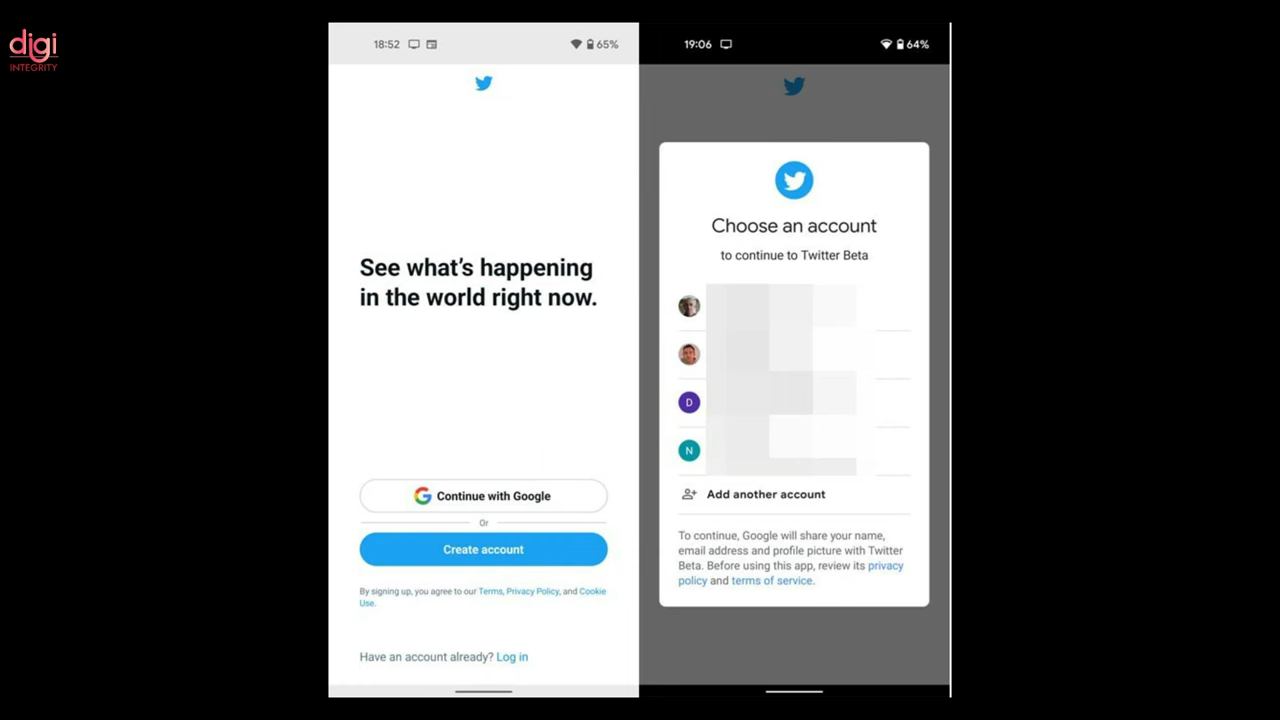 digi
INTEGRITY
18:52
65%
See what's happening
in the world right now.
Continue with Google
Or
Create account
By signing up, you agree to our Terms, Privacy Policy, and Cookie
Use.
Have an account already? Log in
19:06
64%
Choose an account
to continue to Twitter Beta
D
N
Add another account
To continue, Google will share your name,
email address and profile picture with Twitter
Beta. Before using this app, review its privacy
policy and terms of service.